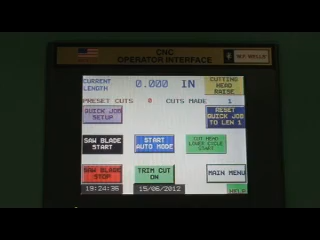 CNC
OPERATOR INTERFACE
CURRENT LENGTH
0.000 IN
CUTTING HEAD RAISE
PRESET CUTS 0 CUTS MADE 1
QUICK JOB SETUP
RESET QUICK JOB TO LEN 1
SAW BLADE START
START AUTO MODE
CUT HEAD LOWER CYCLE START
SAW BLADE STOP
TRIM CUT ON
MAIN MENU
19:24:36
15/06/2012
HELP